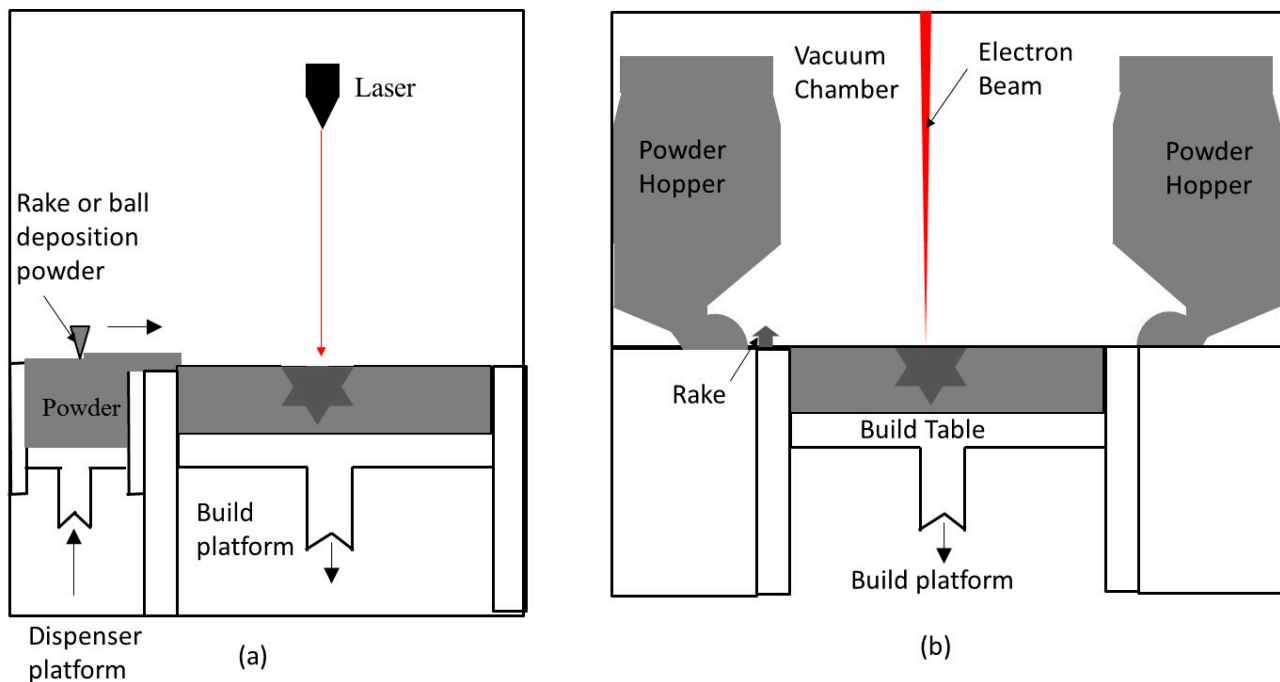 Laser
Rake or ball
deposition
powder
Powder
Build
platform
Dispenser
platform
(a)
Vacuum
Chamber
Electron
Beam
Powder
Hopper
Powder
Hopper
Rake
Build Table
Build platform
(b)